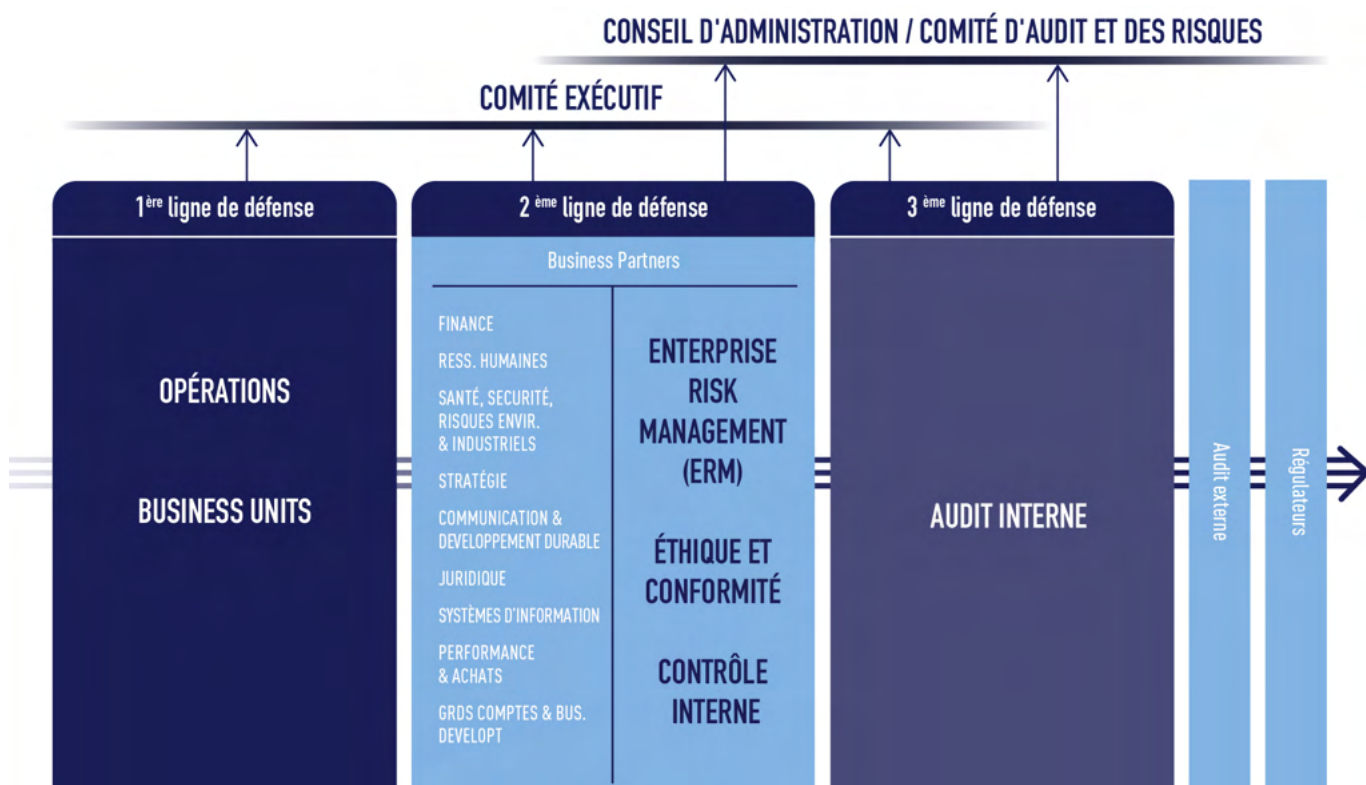 CONSEIL D'ADMINISTRATION / COMITÉ D'AUDIT ET DES RISQUES
COMITÉ EXÉCUTIF
1ère ligne de défense
OPÉRATIONS
BUSINESS UNITS
2 ème ligne de défense
Business Partners
FINANCE
RESS. HUMAINES
SANTÉ, SECURITÉ,
RISQUES ENVIR.
& INDUSTRIELS
STRATÉGIE
COMMUNICATION &
DEVELOPPEMENT DURABLE
JURIDIQUE
SYSTÈMES D'INFORMATION
PERFORMANCE
& ACHATS
GRDS COMPTES & BUS.
DEVELOPT
ENTERPRISE
RISK
MANAGEMENT
(ERM)
ÉTHIQUE ET
CONFORMITÉ
CONTRÔLE
INTERNE
3 ème ligne de défense
AUDIT INTERNE
Audit externe
Régulateurs